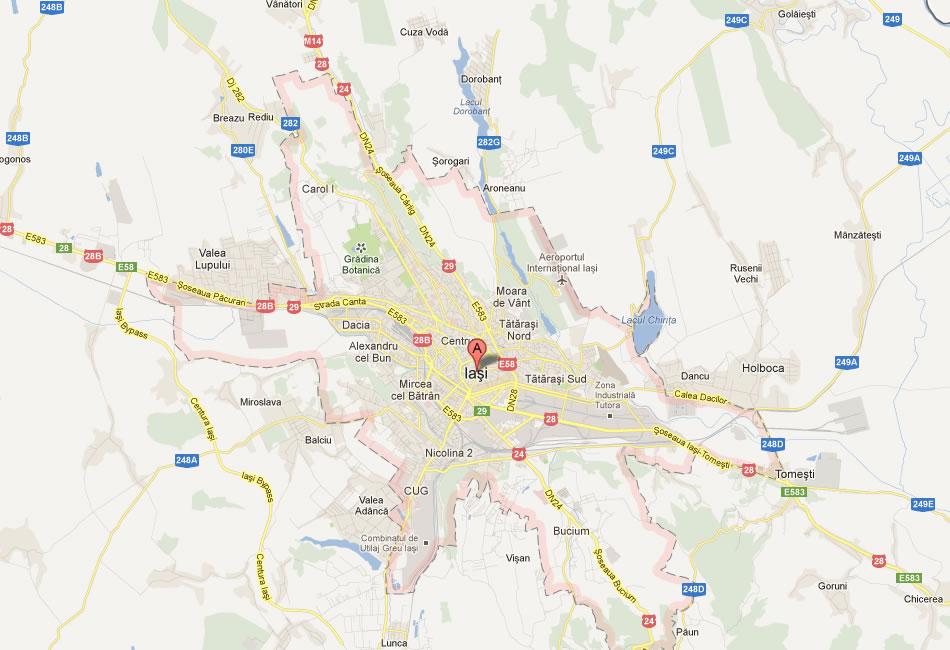 248B
Vânători
Cuza Vodă
249C
Golăiești
249
M14
28
24
Dj 282
Dorobanț
Lacul
Dorobanț
Breazu
Rediu
282
248B
280E
DN24
282G
249C
249A
ogonos
Șorogari
Carol I
Șoseaua Cârlig
Aroneanu
28
E583
28
28B
E58
Valea
Lupului
Grădina
Botanică
DN24
29
Aeroportul
Internațional Iași
Mânzătești
Rusenii
Vechi
E583
Șoseaua Păcurari
28B
29
Strada Canta
E583
E583
Moara
de Vânt
Iași Bypass
Dacia
Tătărași
Nord
Lacul Chirița
28B
Centru
Alexandru
cel Bun
A
Iași
E58
249A
Holboca
Dancu
Mircea
cel Bătrân
Tătărași Sud
Zona
Industrială
Tutora
Calea Dacilor
Miroslava
E583
29
DN28
28
Centura Iași
Balciu
Șoseaua Iași-Tomești
248D
Nicolina 2
24
248A
28
Tomești
Iași Bypass
CUG
E583
Valea
Adâncă
DN24
249E
Combinatul de
Utilaj Greu Iași
Bucium
Vișan
Centura Iași
Șoseaua Bucium
28
E583
248D
Goruni
Chicerea
24
Păun
Lunca